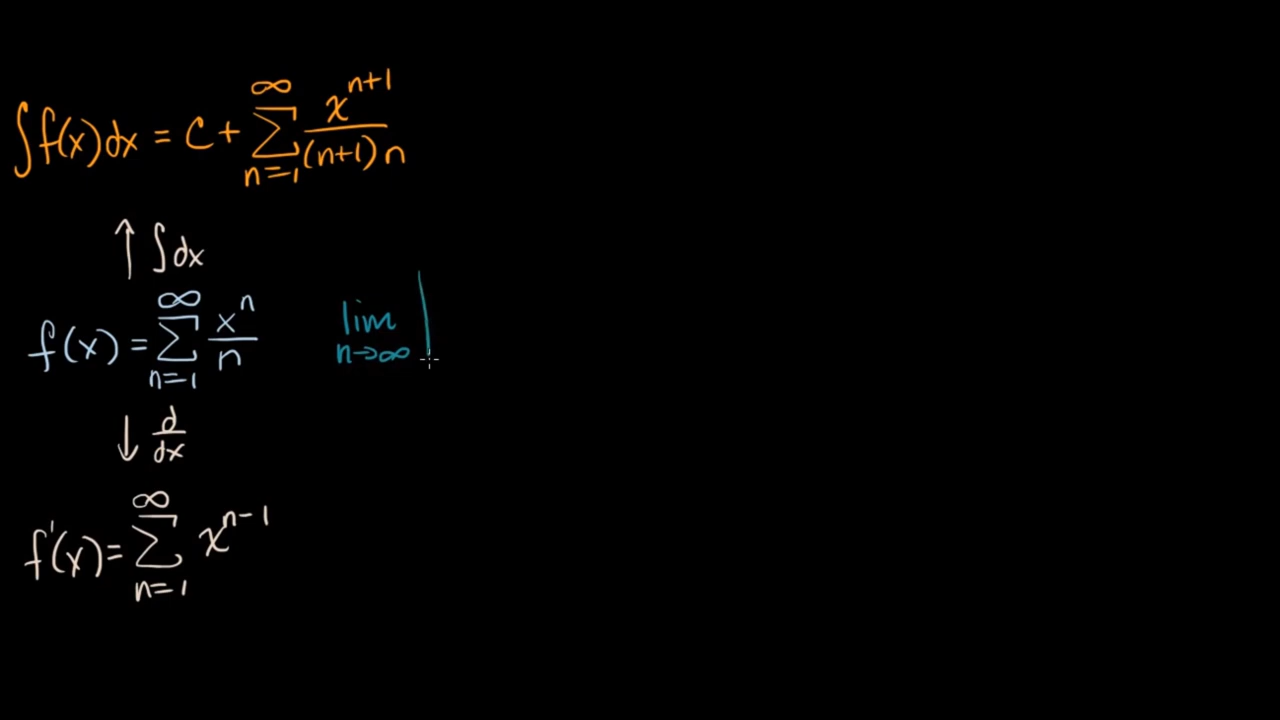 ∫f(x)dx = C + ∑_{n=1}^{∞} x^{n+1}/((n+1)n)
↑ ∫dx
f(x) = ∑_{n=1}^{∞} x^n/n lim_{n→∞} |
↓ d/dx
f'(x) = ∑_{n=1}^{∞} x^{n-1}